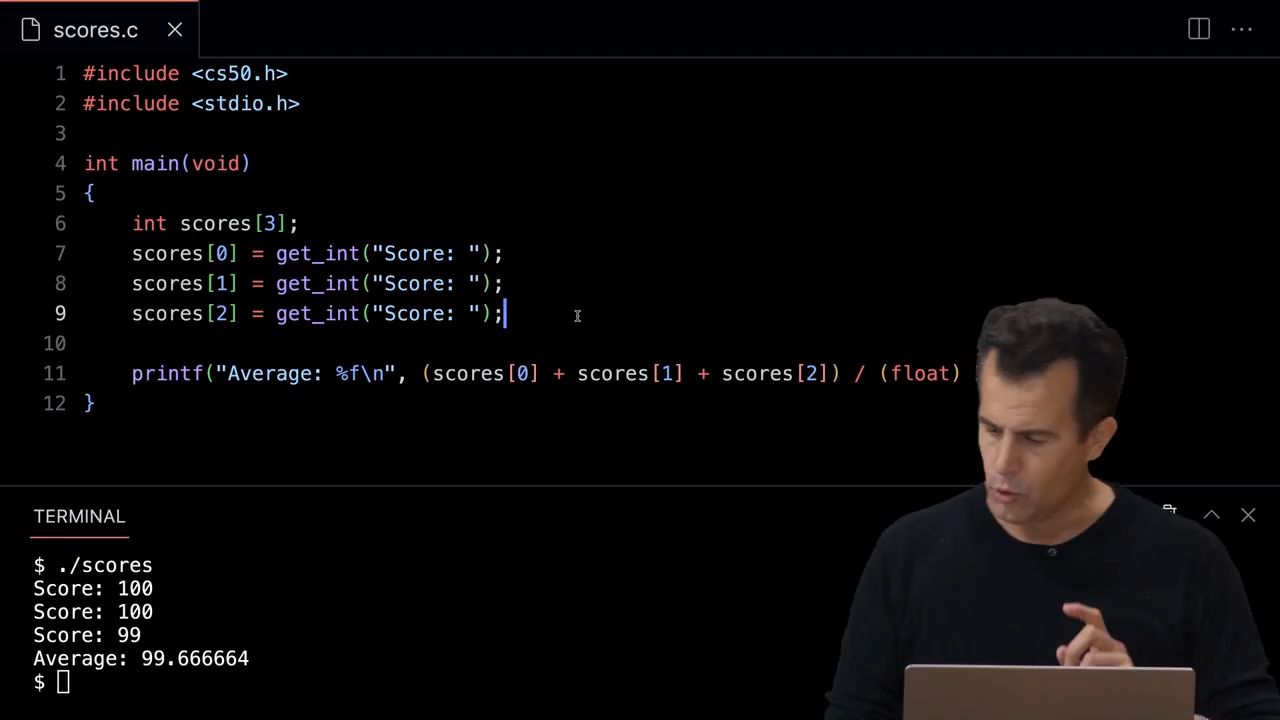 scores.c
1 #include <cs50.h>
2 #include <stdio.h>
3
4 int main(void)
5 {
6 int scores[3];
7 scores[0] = get_int("Score: ");
8 scores[1] = get_int("Score: ");
9 scores[2] = get_int("Score: ");
10
11 printf("Average: %f\n", (scores[0] + scores[1] + scores[2]) / (float)
12 }
TERMINAL
$ ./scores
Score: 100
Score: 100
Score: 99
Average: 99.666664
$